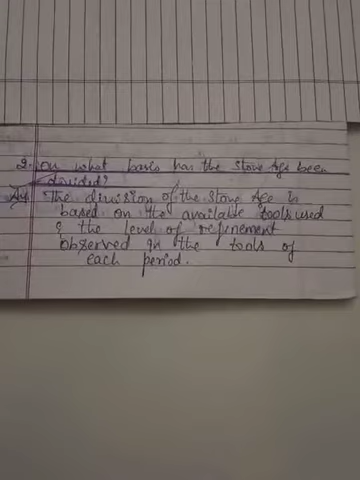 2. On what basis has the Stone Age been
divided?
Ans The division of the Stone Age is
based on the available tools used
& the level of refinement
observed in the tools of
each period.